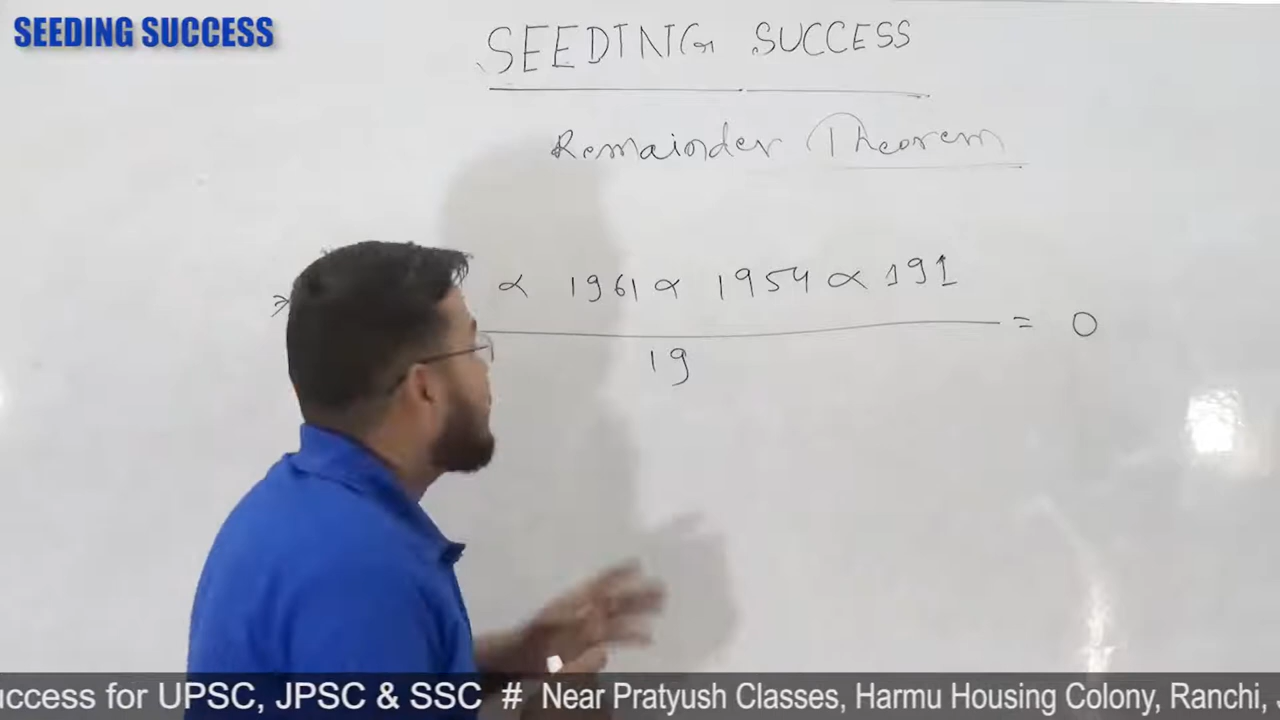 SEEDING SUCCESS
SEEDING SUCCESS
Remainder Theorem
∝ 1961 ∝ 1954 ∝ 191
19
= 0
uccess for UPSC, JPSC & SSC # Near Pratyush Classes, Harmu Housing Colony, Ranchi,